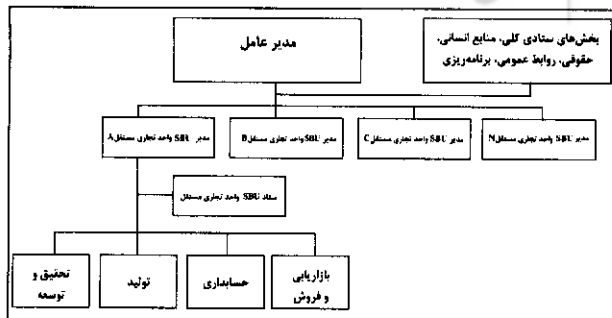 مدیر عامل
بخش‌های ستادی کلی، منابع انسانی،
حقوقی، روابط عمومی، برنامه‌ریزی
مدیر SBU واحد تجاری مستقل A
مدیر SBU واحد تجاری مستقل B
مدیر SBU واحد تجاری مستقل C
مدیر SBU واحد تجاری مستقل N
ستاد SBU واحد تجاری مستقل
تحقیق و
توسعه
تولید
حسابداری
بازاریابی
و فروش